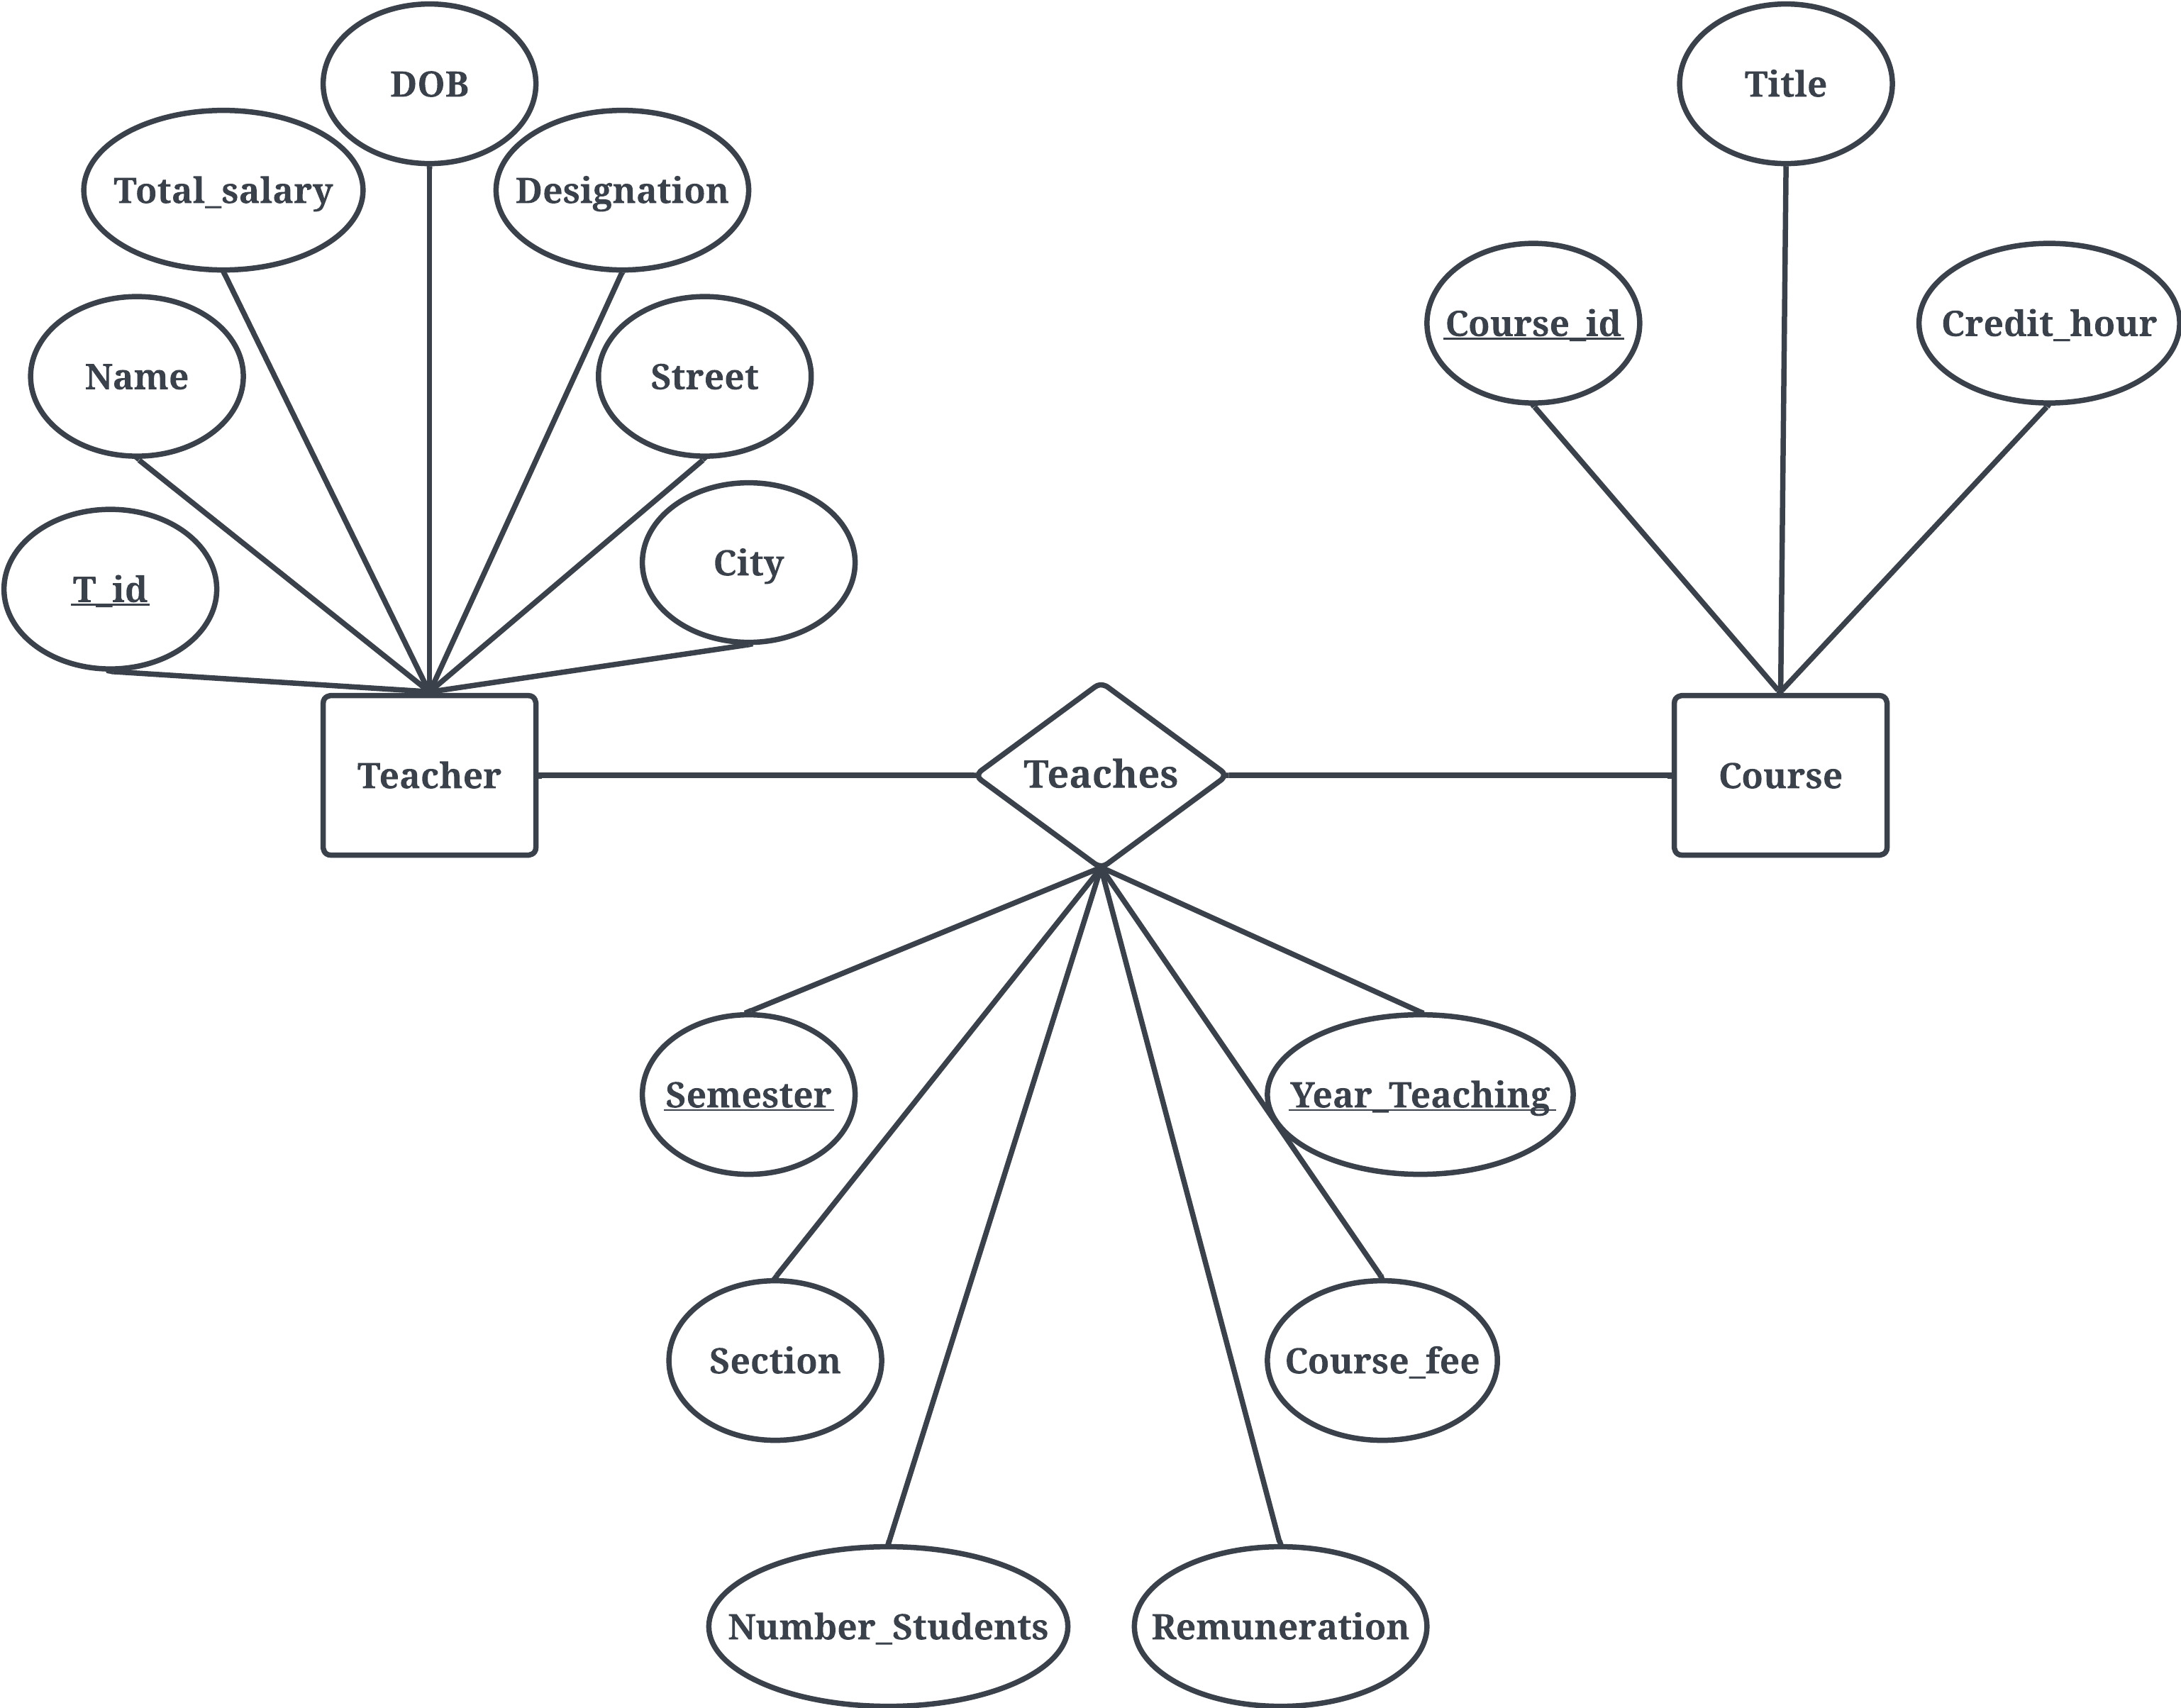 DOB
Title
Total_salary
Designation
Course_id
Credit_hour
Name
Street
City
T_id
Teacher
Teaches
Course
Semester
Year_Teaching
Section
Course_fee
Number_Students
Remuneration